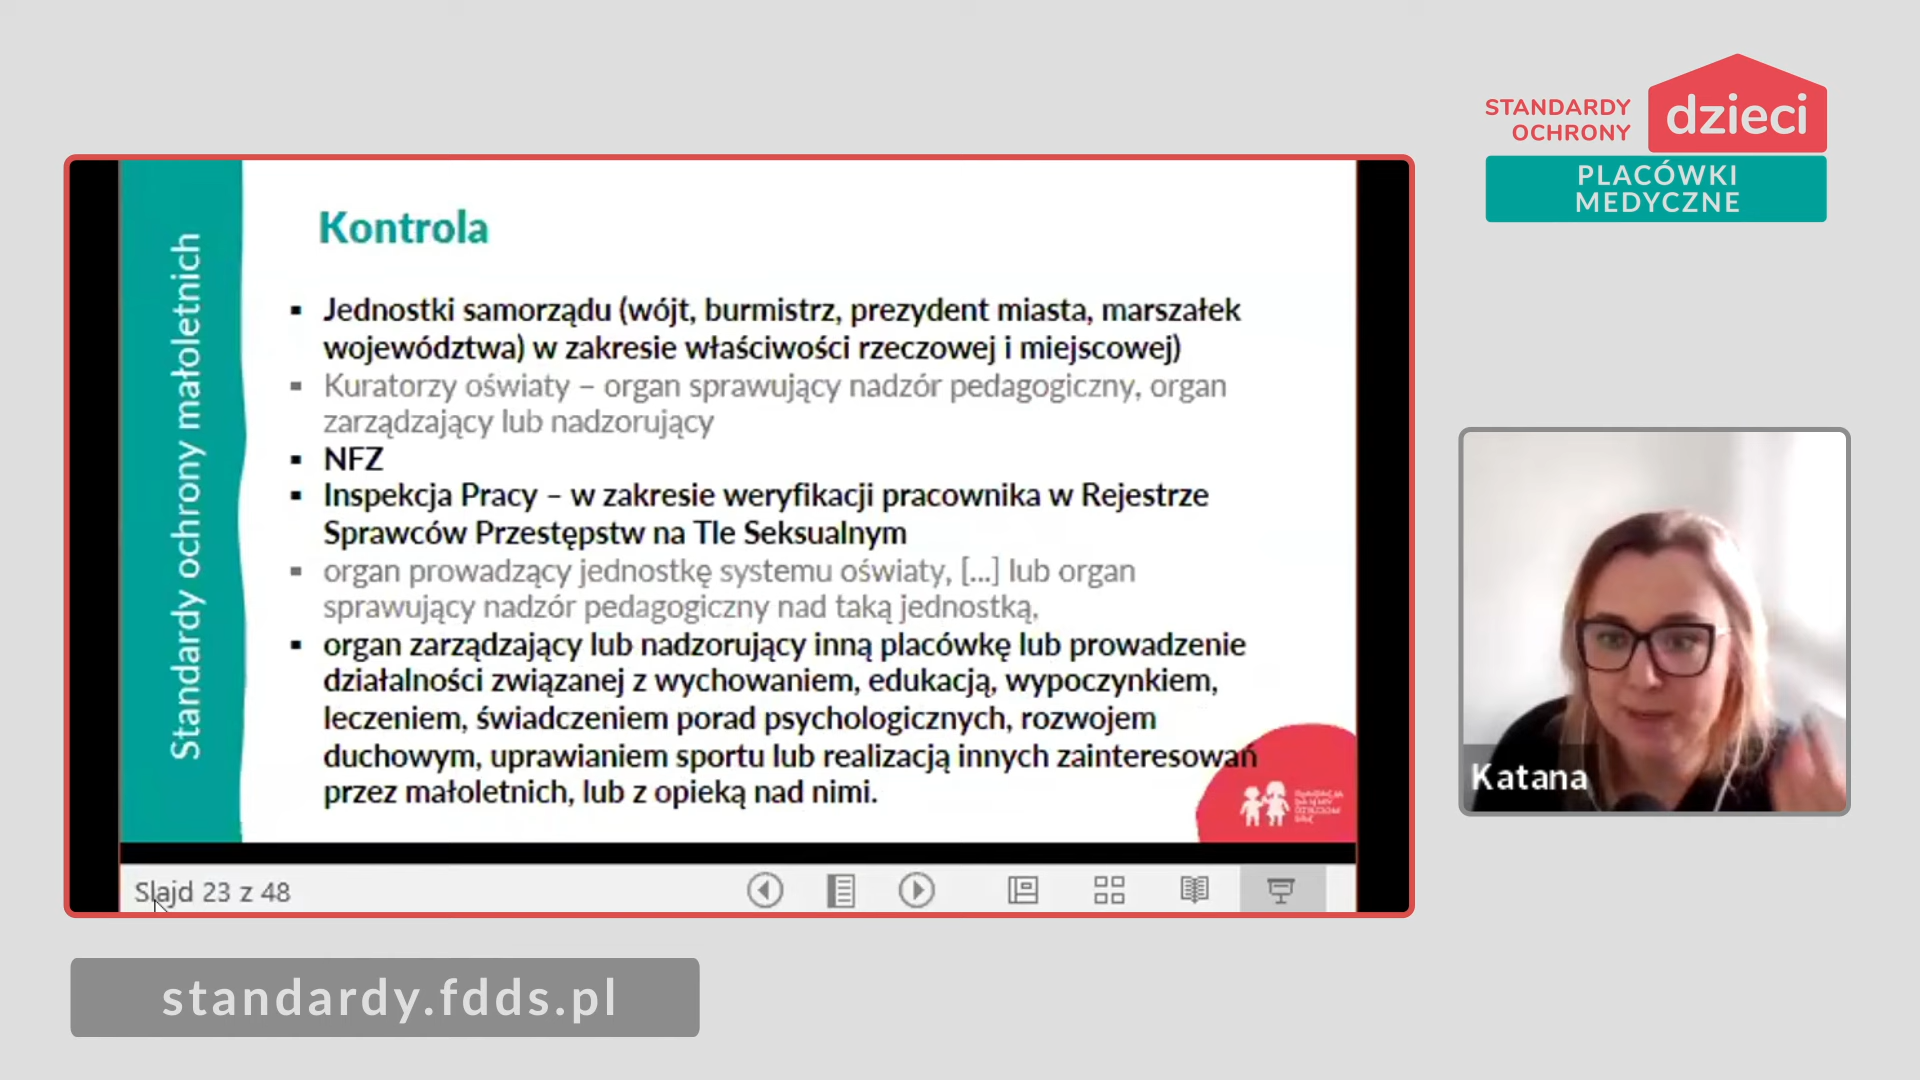 STANDARDY
OCHRONY
dzieci
PLACÓWKI
MEDYCZNE
Standardy ochrony małoletnich
Kontrola
▪ Jednostki samorządu (wójt, burmistrz, prezydent miasta, marszałek
województwa) w zakresie właściwości rzeczowej i miejscowej)
▪ Kuratorzy oświaty – organ sprawujący nadzór pedagogiczny, organ
zarządzający lub nadzorujący
▪ NFZ
▪ Inspekcja Pracy – w zakresie weryfikacji pracownika w Rejestrze
Sprawców Przestępstw na Tle Seksualnym
▪ organ prowadzący jednostkę systemu oświaty, [...] lub organ
sprawujący nadzór pedagogiczny nad taką jednostką,
▪ organ zarządzający lub nadzorujący inną placówkę lub prowadzenie
działalności związanej z wychowaniem, edukacją, wypoczynkiem,
leczeniem, świadczeniem porad psychologicznych, rozwojem
duchowym, uprawianiem sportu lub realizacją innych zainteresowań
przez małoletnich, lub z opieką nad nimi.
Slajd 23 z 48
Katana
standardy.fdds.pl